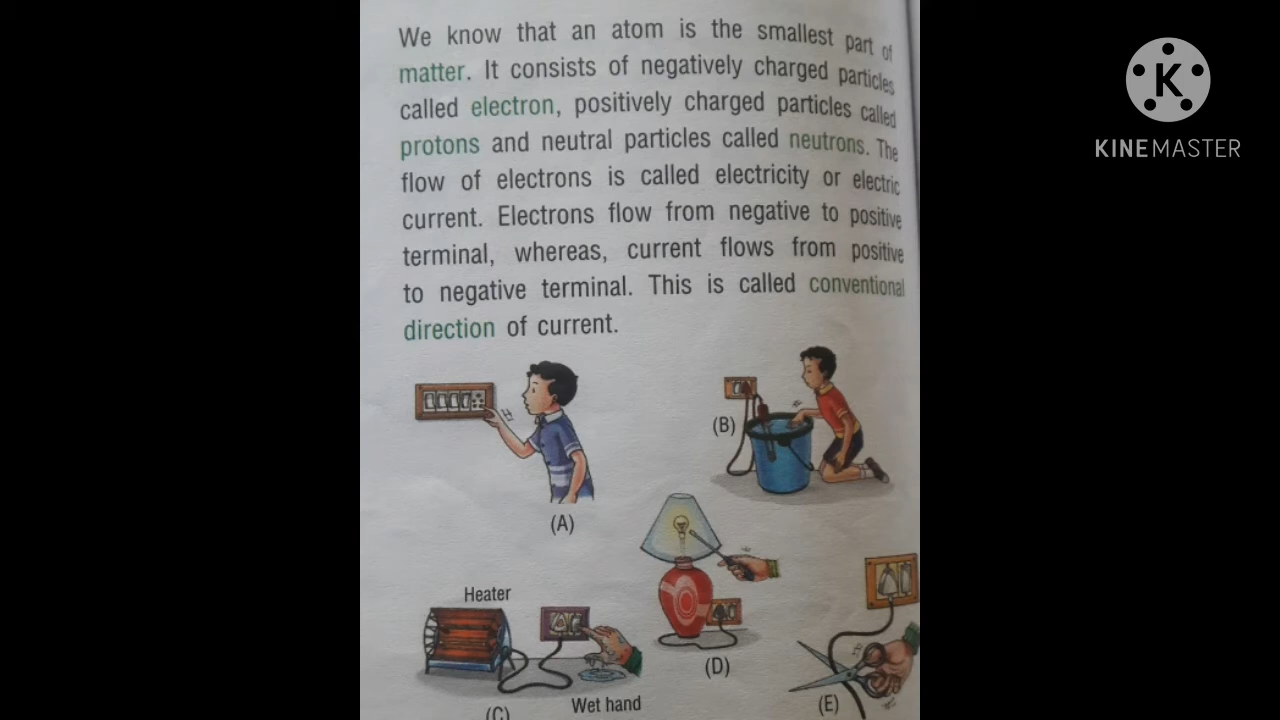 We know that an atom is the smallest part of
matter. It consists of negatively charged particles
called electron, positively charged particles called
protons and neutral particles called neutrons. The
flow of electrons is called electricity or electric
current. Electrons flow from negative to positive
terminal, whereas, current flows from positive
to negative terminal. This is called conventional
direction of current.
K
KINEMASTER
(A)
(B)
Heater
(C)
Wet hand
(D)
(E)